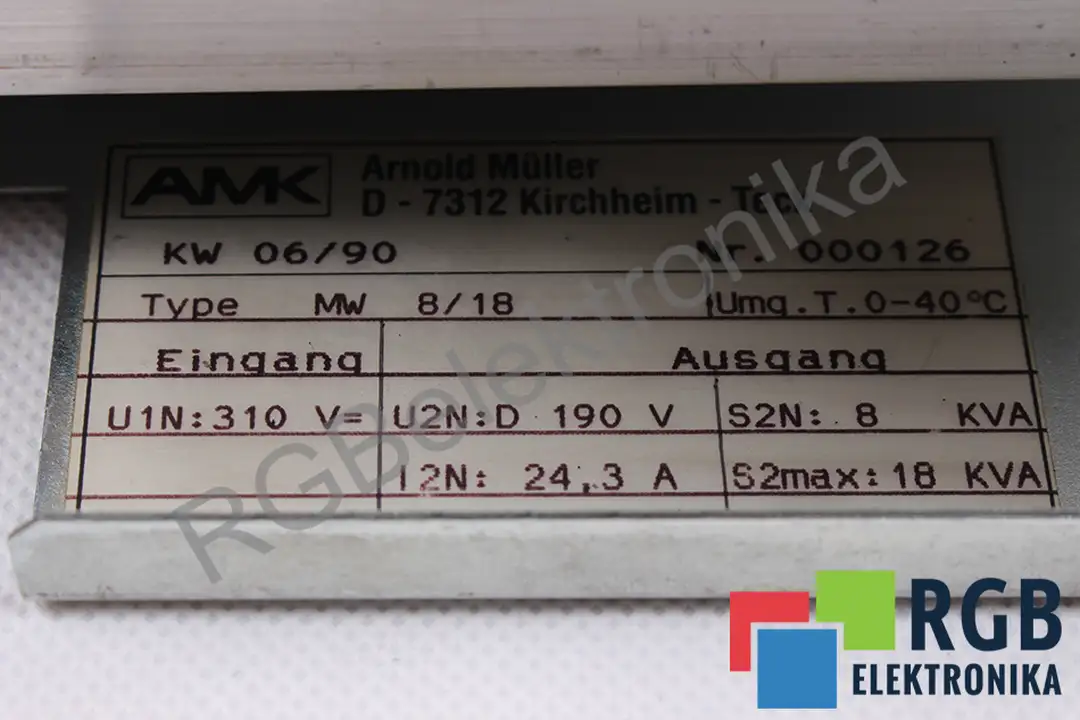 AMK
Arnold Müller
D - 7312 Kirchheim - Teck
KW 06/90 Nr. 000126
Type MW 8/18 Umg.T.0-40°C
Eingang Ausgang
U1N:310 V= U2N:D 190 V S2N: 8 KVA
I2N: 24,3 A S2max:18 KVA
RGBelektronika
RGB
ELEKTRONIKA